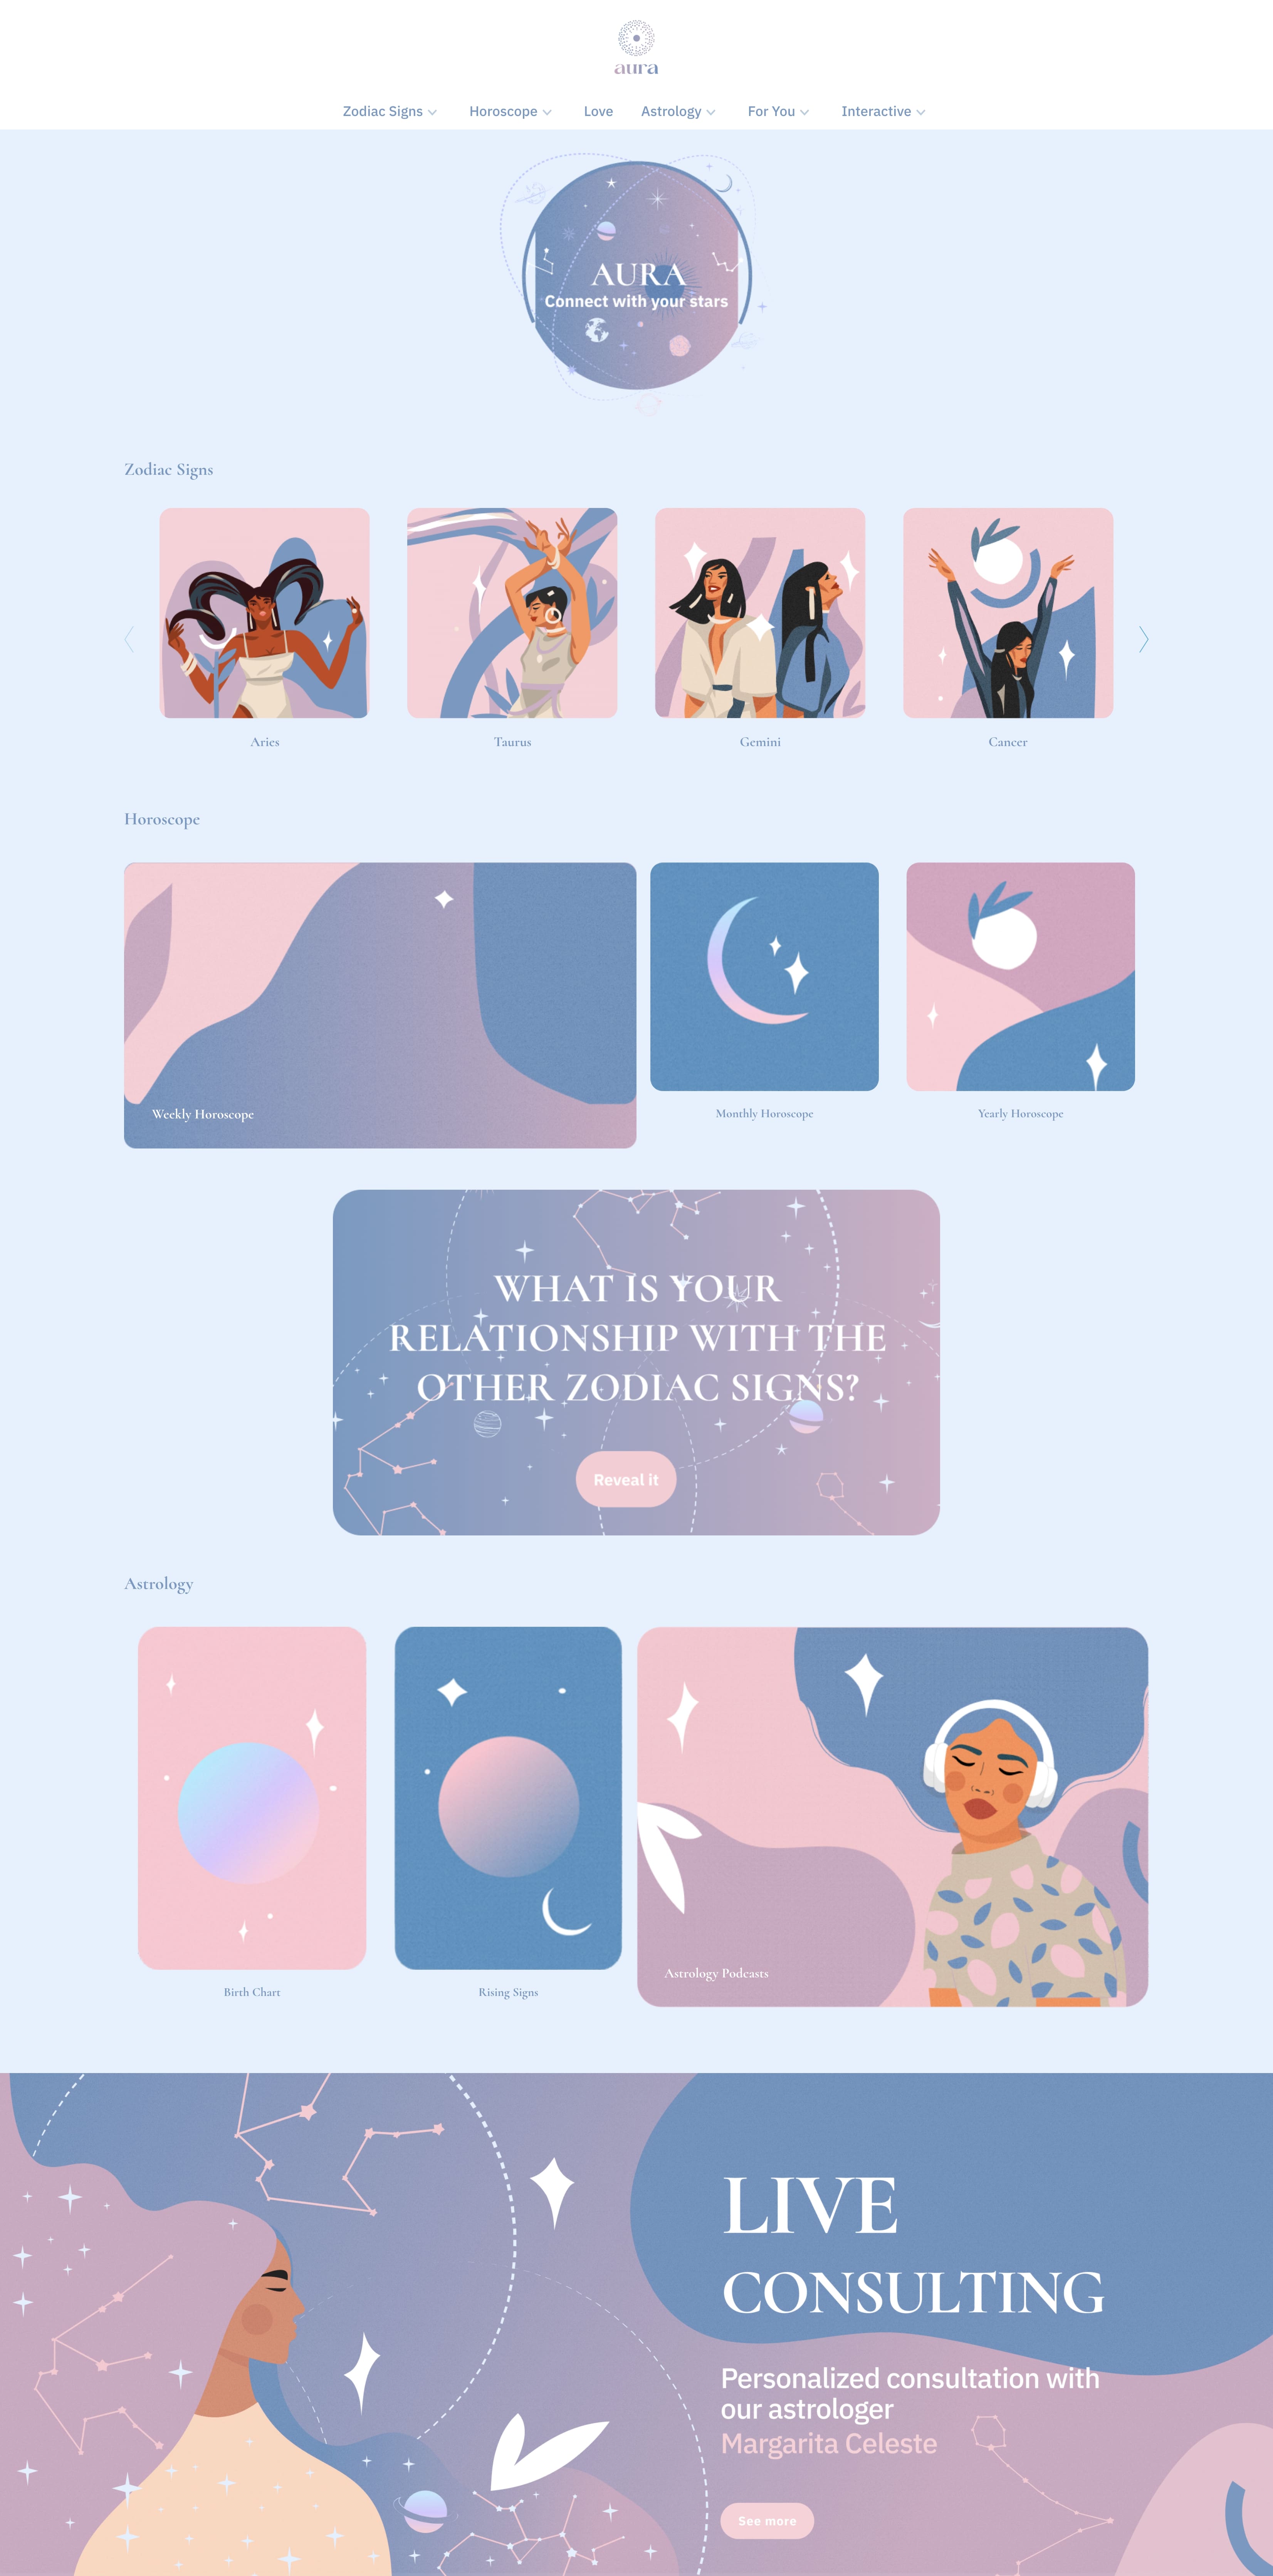 aura
Zodiac Signs
Horoscope
Love
Astrology
For You
Interactive
AURA
Connect with your stars
Zodiac Signs
Aries
Taurus
Gemini
Cancer
Horoscope
Weekly Horoscope
Monthly Horoscope
Yearly Horoscope
WHAT IS YOUR
RELATIONSHIP WITH THE
OTHER ZODIAC SIGNS?
Reveal it
Astrology
Birth Chart
Rising Signs
Astrology Podcasts
LIVE
CONSULTING
Personalized consultation with
our astrologer
Margarita Celeste
See more